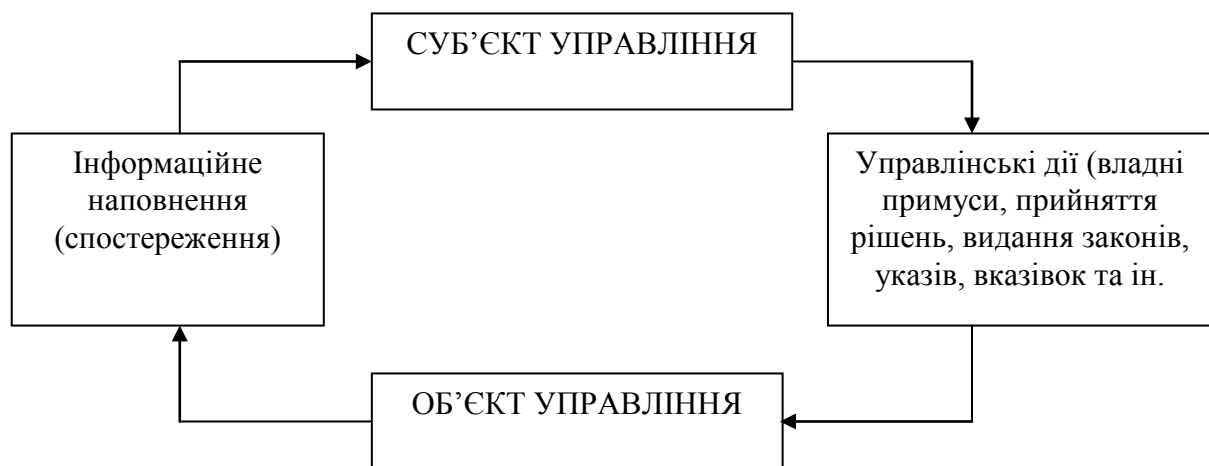 СУБ’ЄКТ УПРАВЛІННЯ
Інформаційне
наповнення
(спостереження)
Управлінські дії (владні
примуси, прийняття
рішень, видання законів,
указів, вказівок та ін.
ОБ’ЄКТ УПРАВЛІННЯ